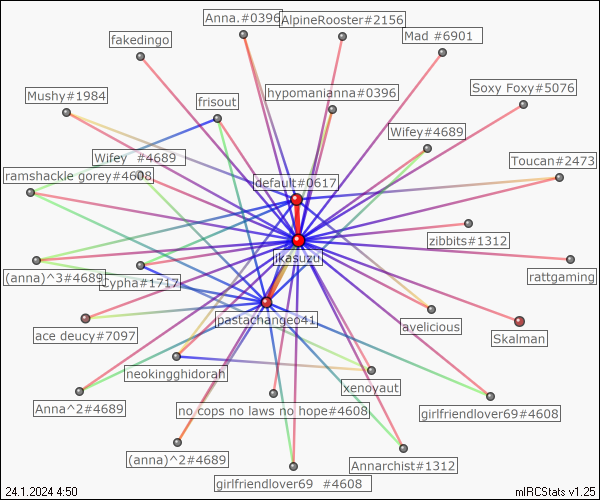 Anna.#0396
AlpineRooster#2156
fakedingo
Mad #6901
Soxy Foxy#5076
Mushy#1984
hypomanianna#0396
frisout
Wifey#4689
Wifey  #4689
Toucan#2473
ramshackle gorey#4608
default#0617
zibbits#1312
jkasuzu
(anna)^3#4689
Cypha#1717
rattgaming
pastachange041
avelicious
ace deucy#7097
Skalman
neokingghidorah
xenoyaut
Anna^2#4689
no cops no laws no hope#4608
girlfriendlover69#4608
(anna)^2#4689
Annarchist#1312
girlfriendlover69  #4608
24.1.2024 4:50
mIRCStats v1.25